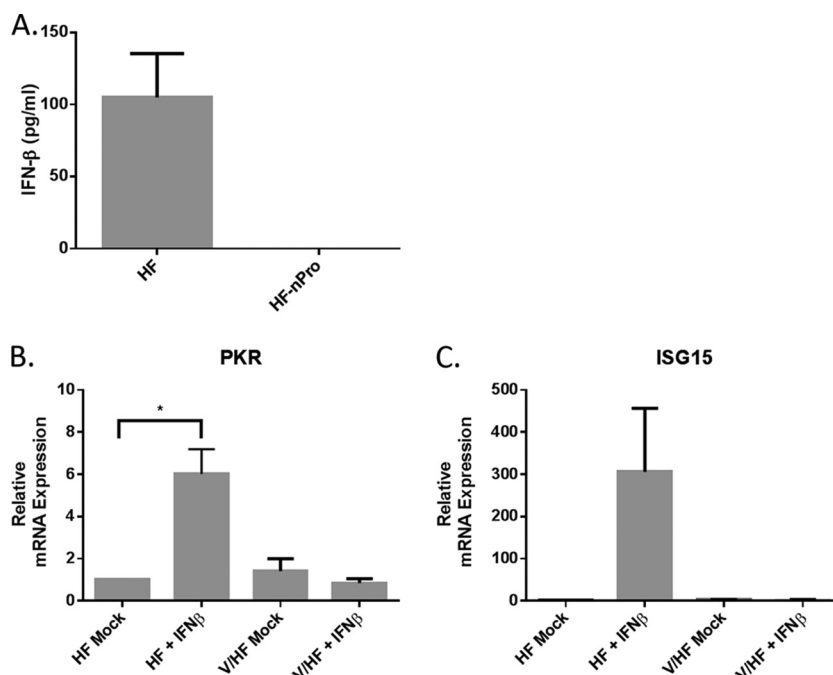 A.
IFN-β (pg/ml)
150
100
50
0
HF
HF-nPro
B.
PKR
Relative
mRNA Expression
10
8
6
4
2
0
*
HF Mock
HF + IFNβ
V/HF Mock
V/HF + IFNβ
C.
ISG15
Relative
mRNA Expression
500
400
300
200
100
0
HF Mock
HF + IFNβ
V/HF Mock
V/HF + IFNβ